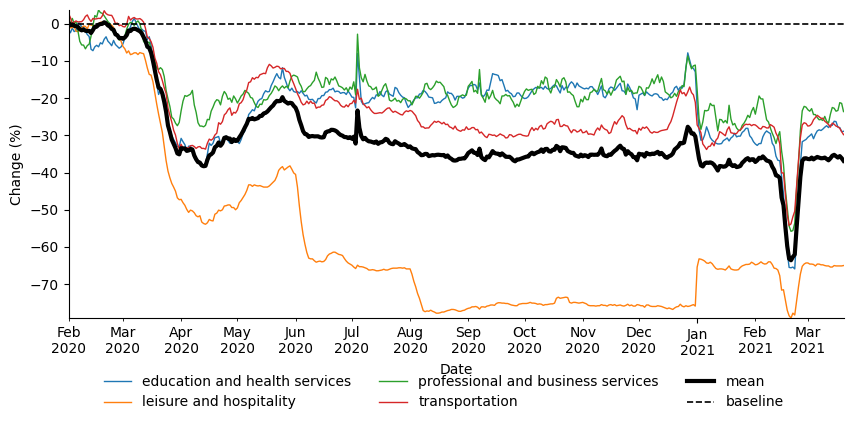 0
−10
−20
−30
−40
−50
−60
−70
Change (%)
Feb Mar Apr May Jun Jul Aug Sep Oct Nov Dec Jan Feb Mar
2020 2020 2020 2020 2020 2020 2020 2020 2020 2020 2020 2021 2021 2021
Date
education and health services professional and business services mean
leisure and hospitality transportation baseline